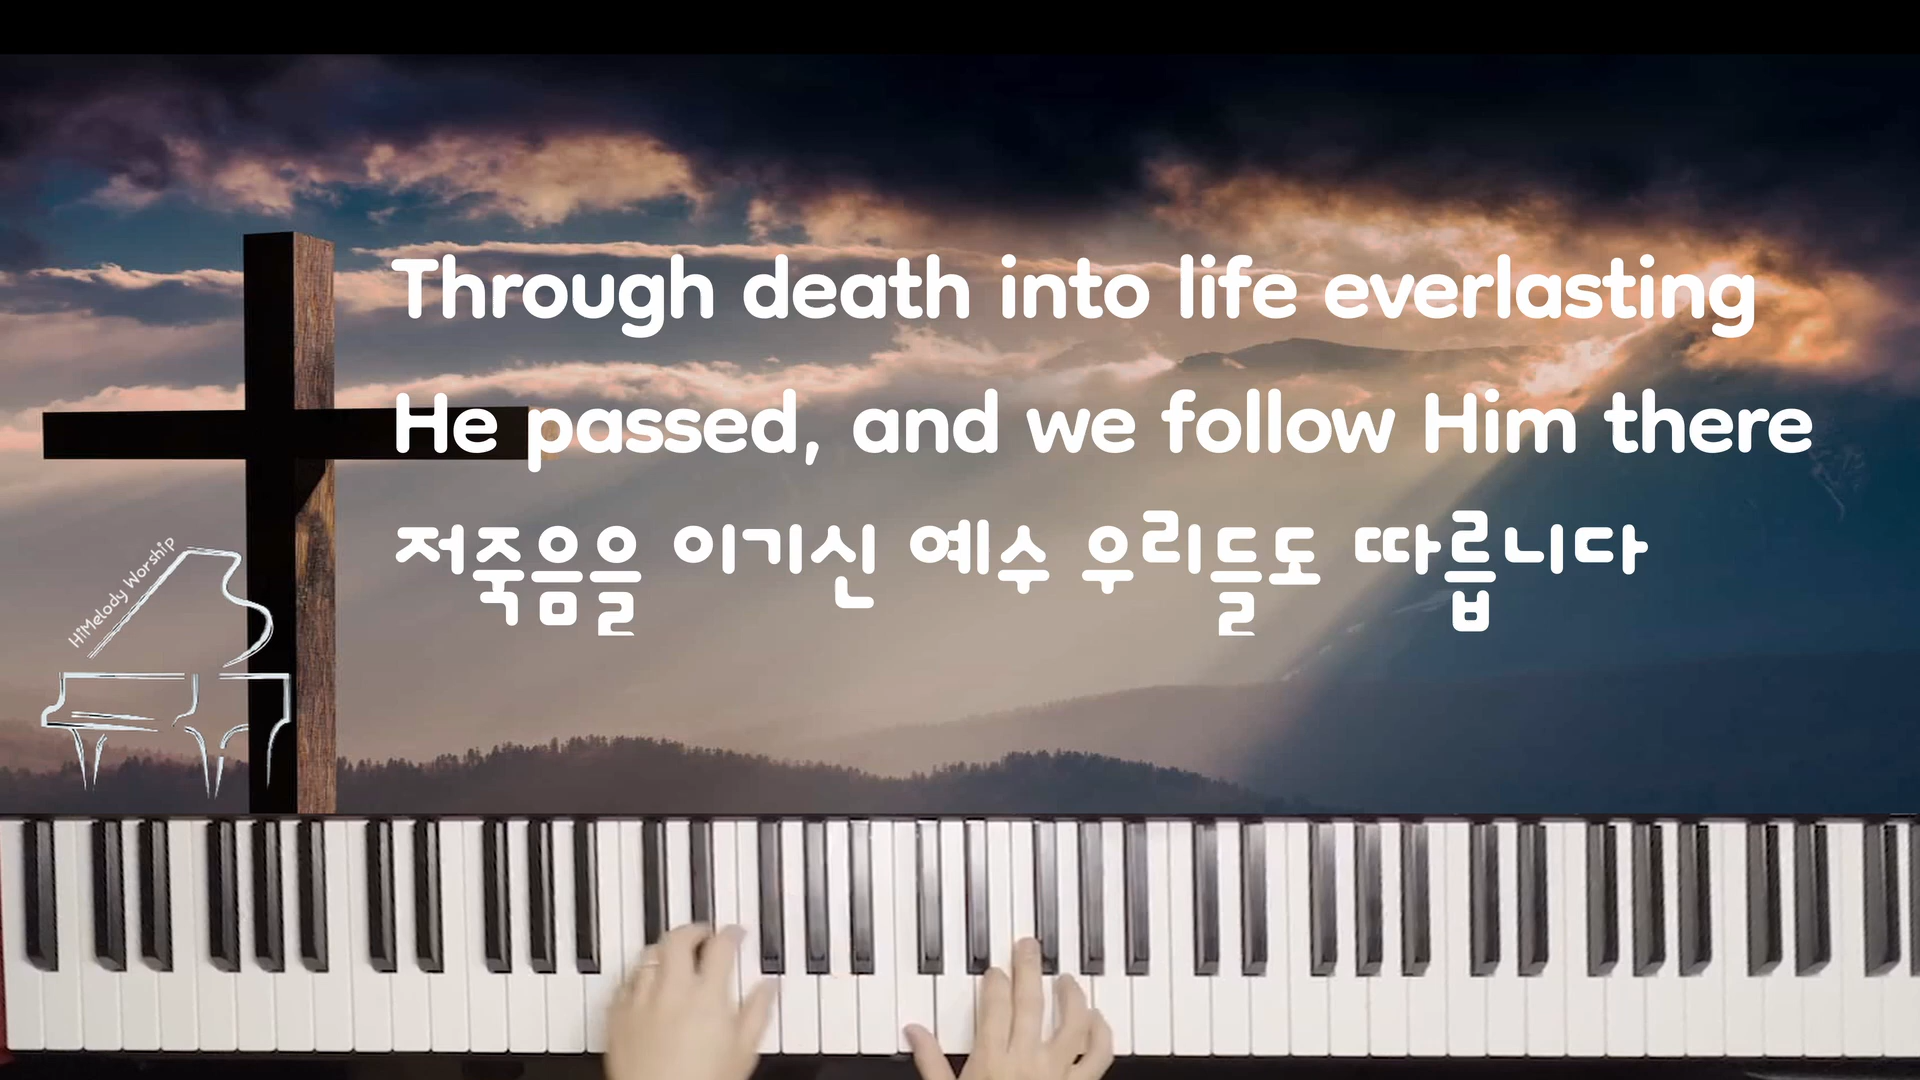 Through death into life everlasting
He passed, and we follow Him there
저죽음을 이기신 예수 우리들도 따릅니다
HiMelody Worship